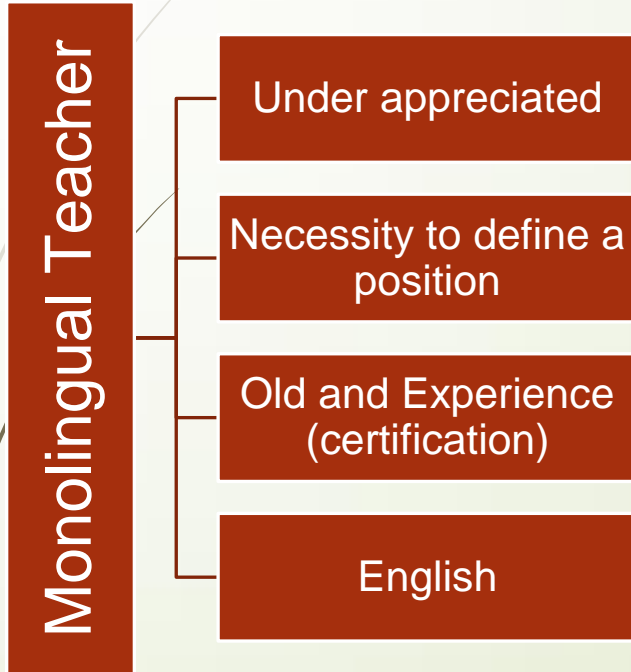 Monolingual Teacher
Under appreciated
Necessity to define a
position
Old and Experience
(certification)
English